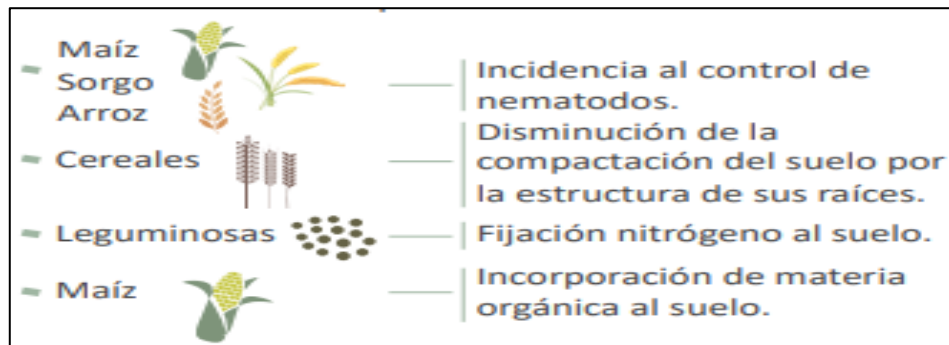 Maíz
Sorgo
Arroz
Incidencia al control de
nematodos.
Cereales
Disminución de la
compactación del suelo por
la estructura de sus raíces.
Leguminosas
Fijación nitrógeno al suelo.
Maíz
Incorporación de materia
orgánica al suelo.